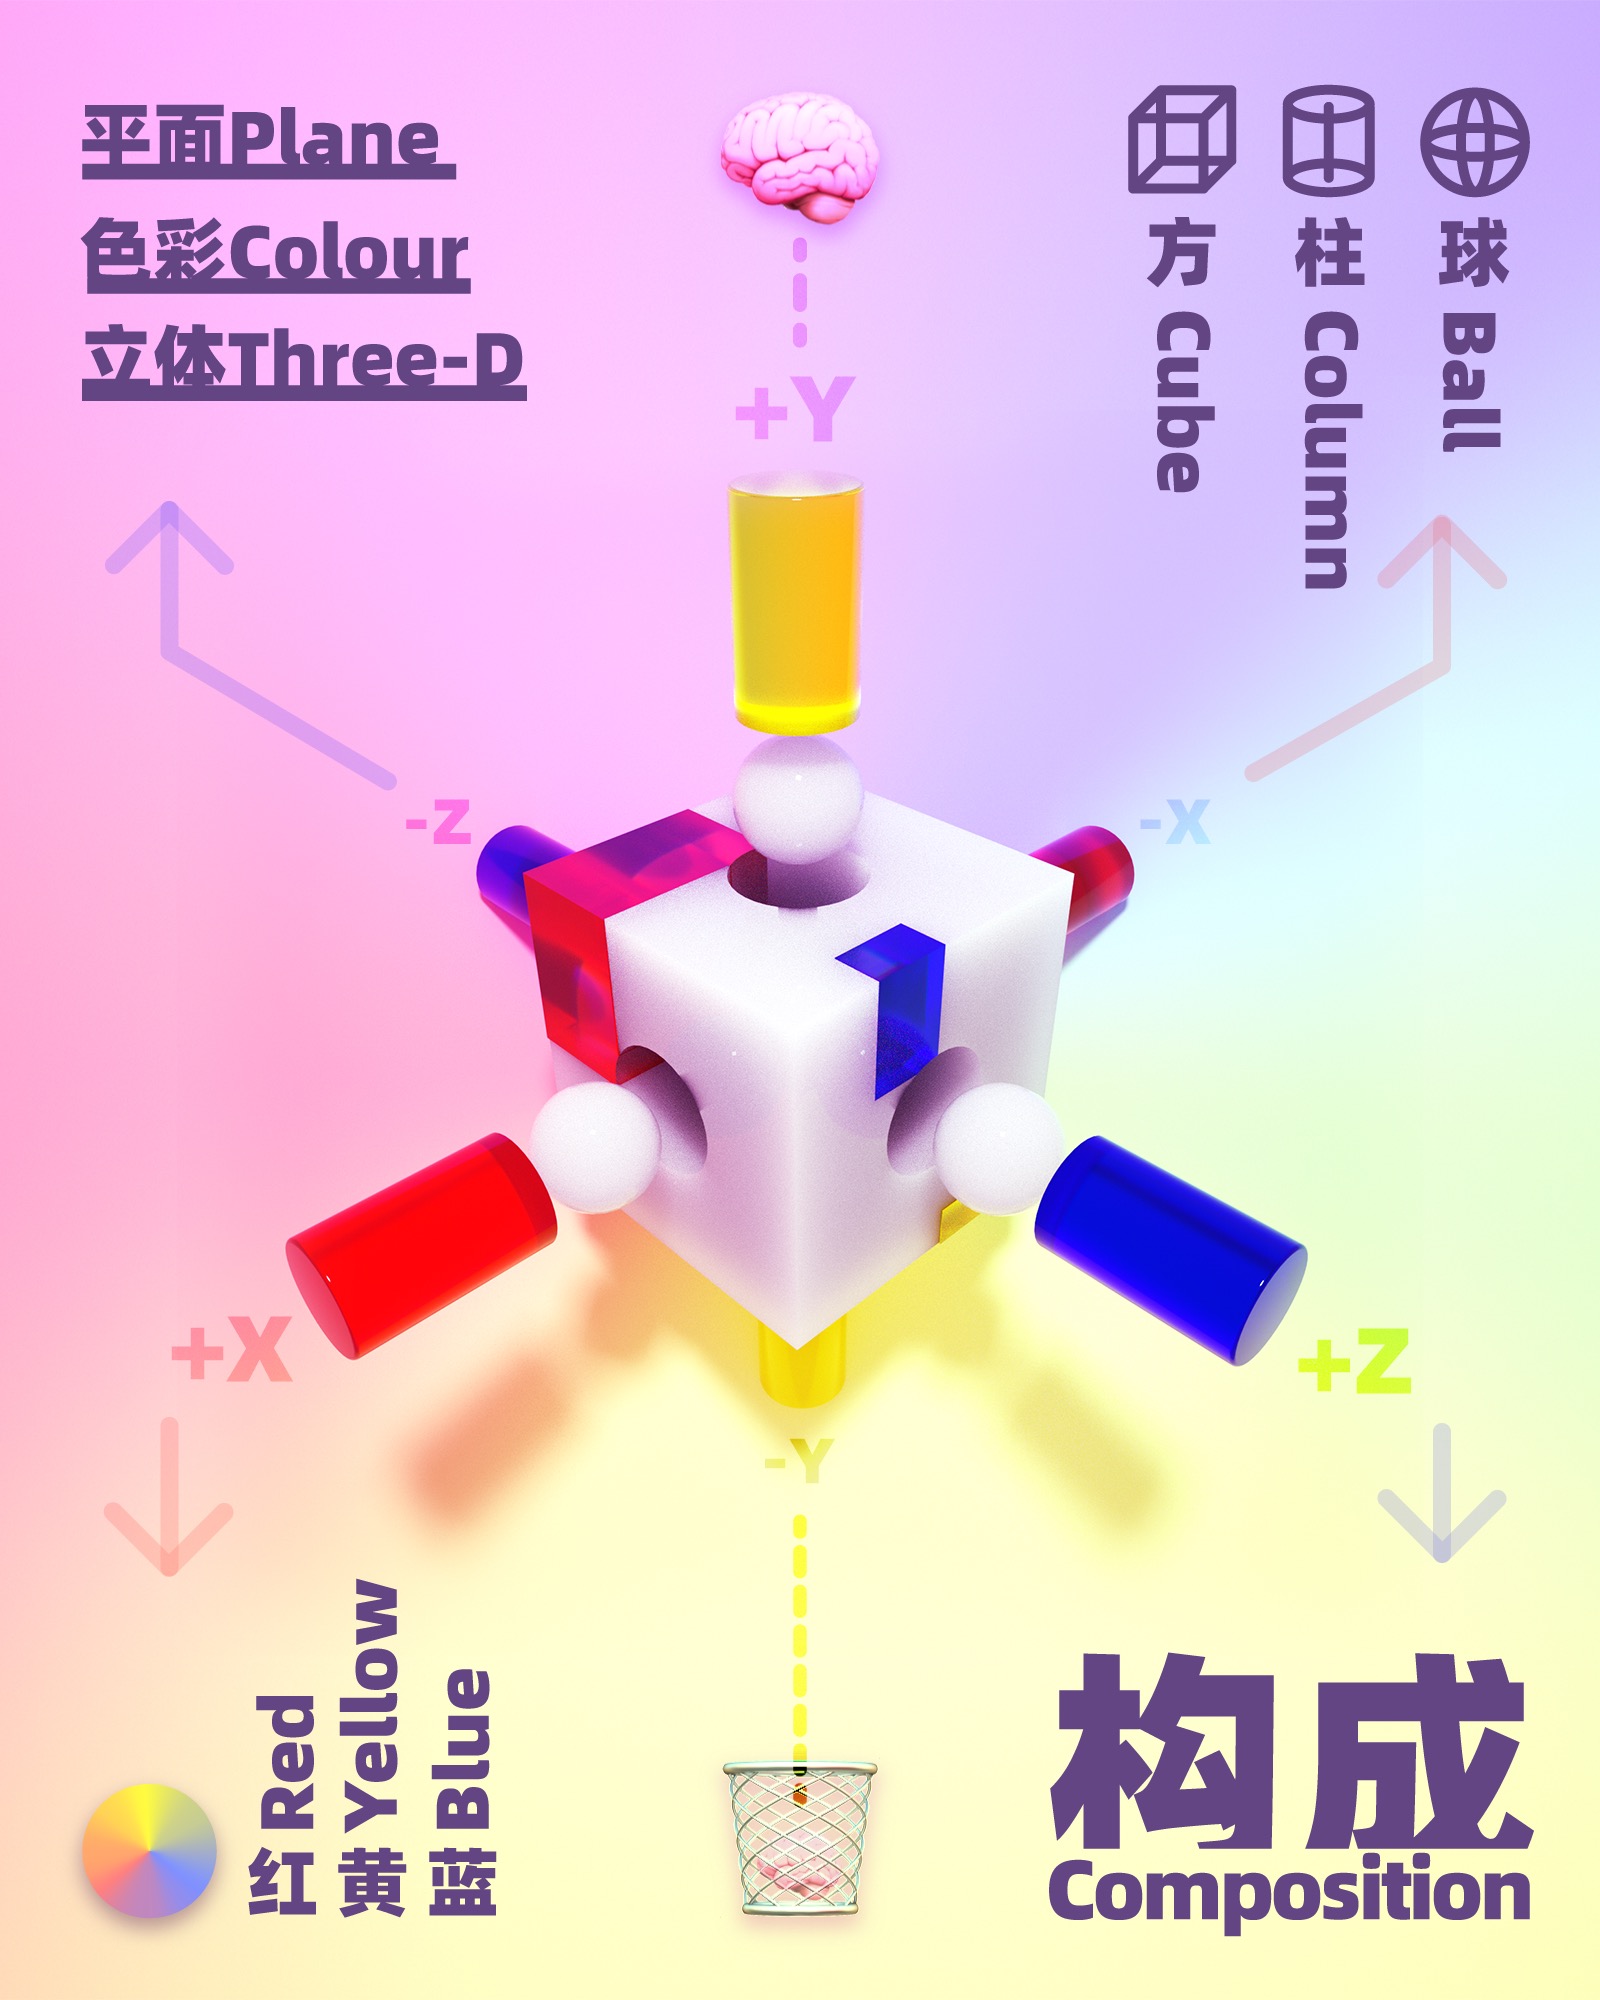 平面Plane
色彩Colour
立体Three-D
方 Cube
柱 Column
球 Ball
+Y
-Z
-X
+X
+Z
-Y
红 Red
黄 Yellow
蓝 Blue
构成
Composition